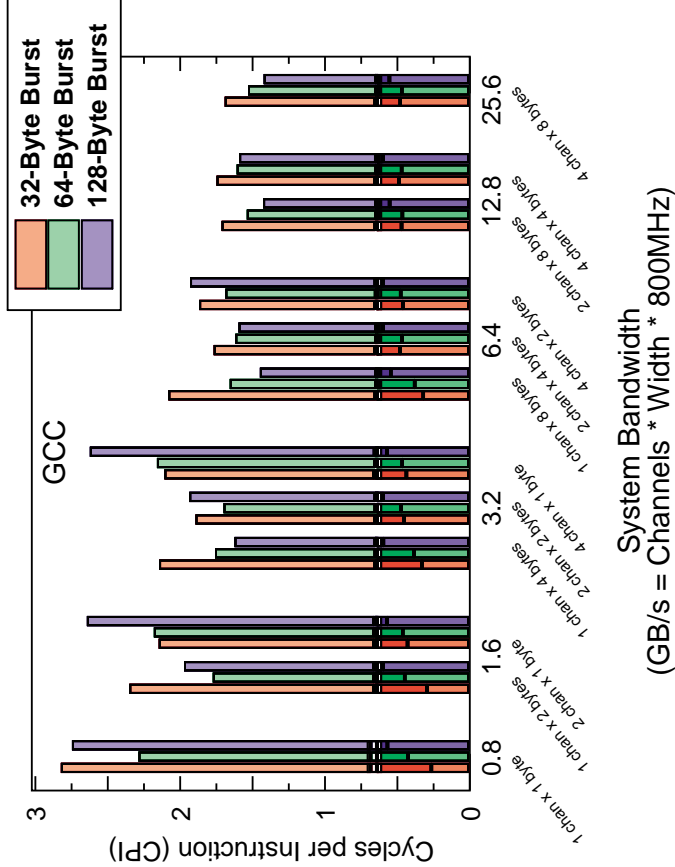 32-Byte Burst
64-Byte Burst
128-Byte Burst
GCC
Cycles per Instruction (CPI)
3
2
1
0
0.8
1.6
3.2
6.4
12.8
25.6
1 chan x 1 byte
1 chan x 2 bytes
2 chan x 1 byte
1 chan x 4 bytes
2 chan x 2 bytes
4 chan x 1 byte
1 chan x 8 bytes
2 chan x 4 bytes
4 chan x 2 bytes
2 chan x 8 bytes
4 chan x 4 bytes
4 chan x 8 bytes
System Bandwidth
(GB/s = Channels * Width * 800MHz)